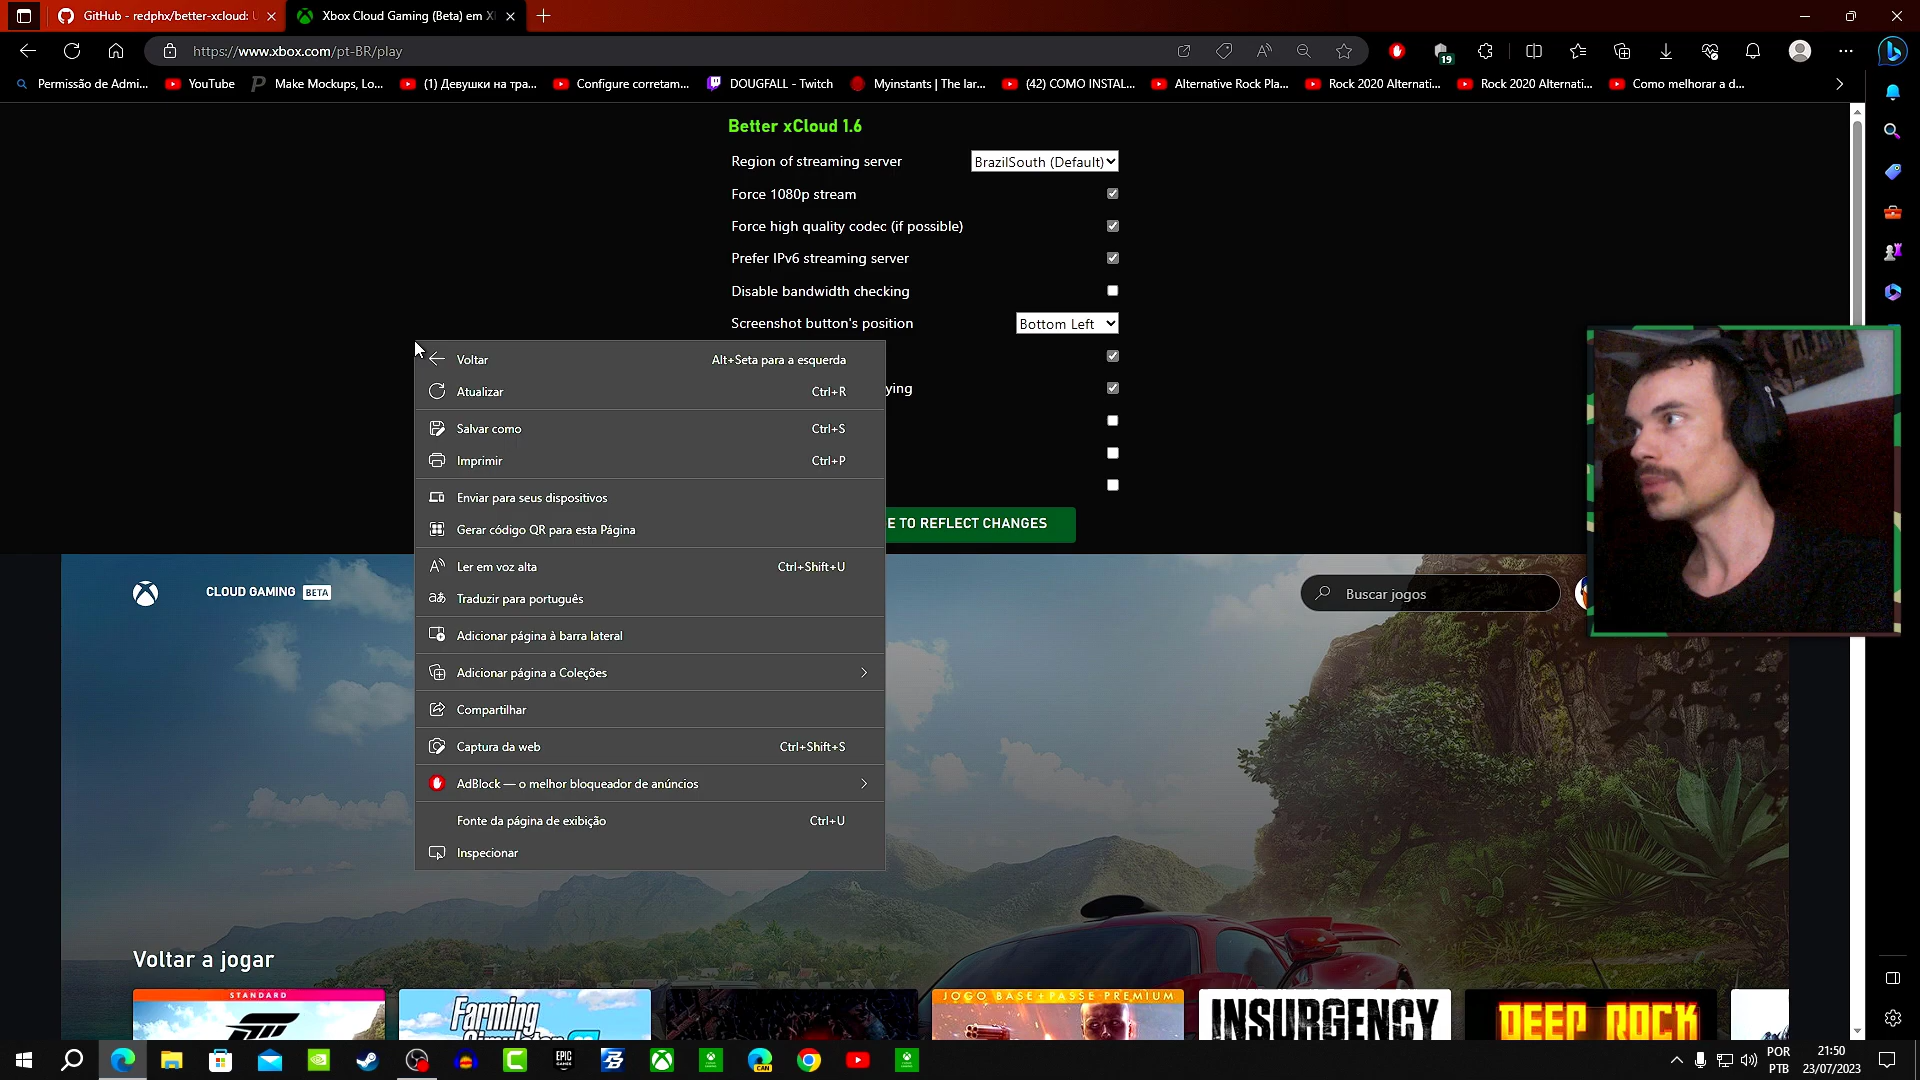 GitHub - redphx/better-xcloud: U
Xbox Cloud Gaming (Beta) em X
https://www.xbox.com/pt-BR/play
19
Permissão de Admi...
YouTube
Make Mockups, Lo...
(1) Девушки на тра...
Configure corretam...
DOUGFALL - Twitch
Myinstants | The lar...
(42) COMO INSTAL...
Alternative Rock Pla...
Rock 2020 Alternati...
Rock 2020 Alternati...
Como melhorar a d...
Better xCloud 1.6
Region of streaming server
BrazilSouth (Default)
Force 1080p stream
Force high quality codec (if possible)
Prefer IPv6 streaming server
Disable bandwidth checking
Screenshot button's position
Bottom Left
ying
E TO REFLECT CHANGES
Voltar
Alt+Seta para a esquerda
Atualizar
Ctrl+R
Salvar como
Ctrl+S
Imprimir
Ctrl+P
Enviar para seus dispositivos
Gerar código QR para esta Página
Ler em voz alta
Ctrl+Shift+U
Traduzir para português
Adicionar página à barra lateral
Adicionar página a Coleções
Compartilhar
Captura da web
Ctrl+Shift+S
AdBlock — o melhor bloqueador de anúncios
Fonte da página de exibição
Ctrl+U
Inspecionar
CLOUD GAMING BETA
Buscar jogos
Voltar a jogar
STANDARD
Farming
JOGO BASE + PASSE PREMIUM
INSURGENCY
DEEP ROCK
EPIC
GAMES
CAN
POR
PTB
21:50
23/07/2023